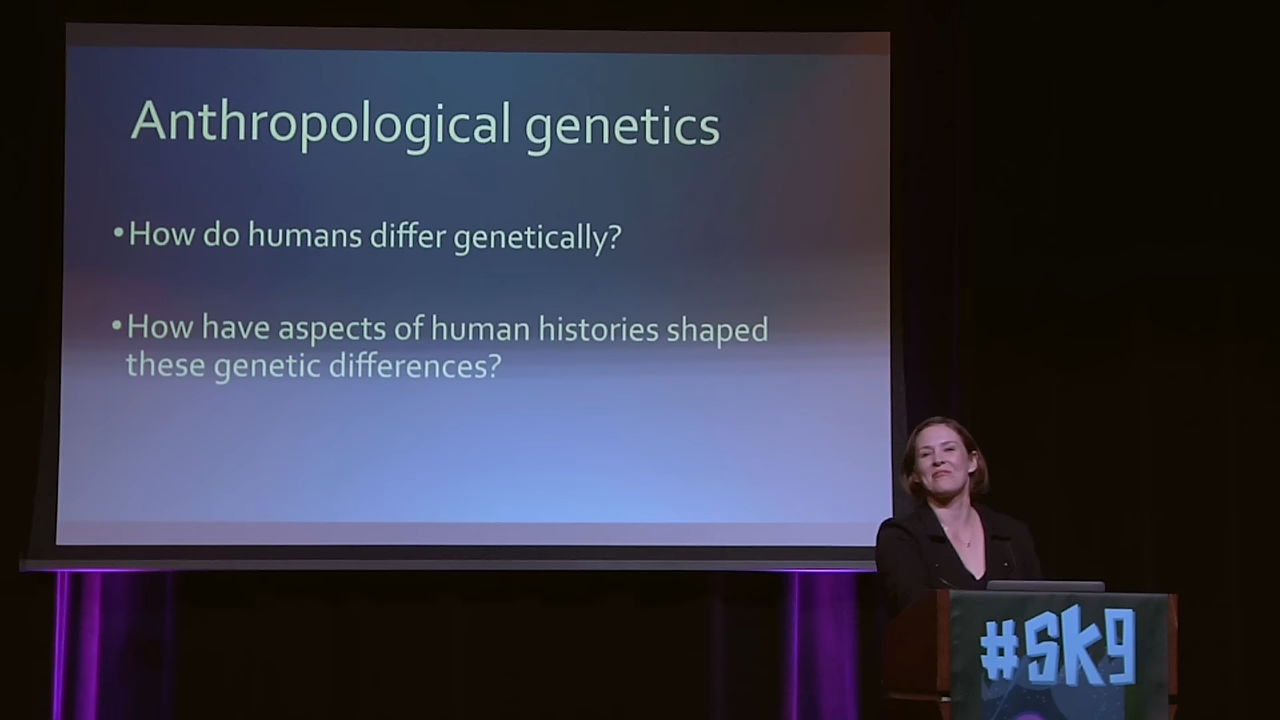 Anthropological genetics
•How do humans differ genetically?
•How have aspects of human histories shaped
these genetic differences?
#SK9